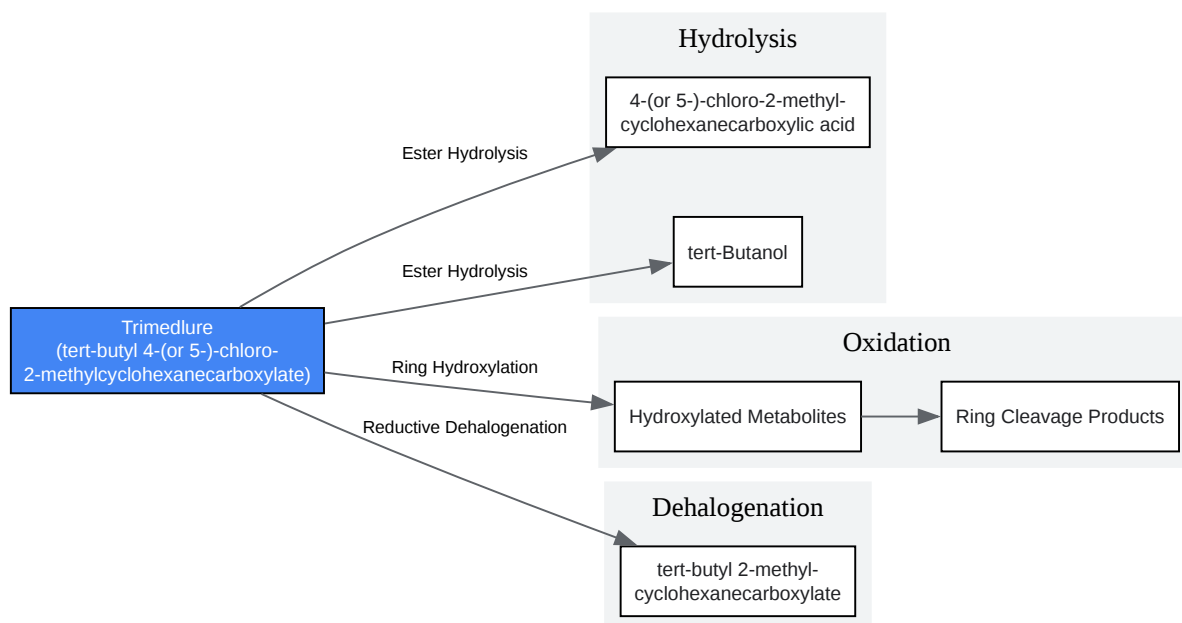 Hydrolysis
4-(or 5-)-chloro-2-methyl-
cyclohexanecarboxylic acid
Ester Hydrolysis
tert-Butanol
Ester Hydrolysis
Trimedlure
(tert-butyl 4-(or 5-)-chloro-
2-methylcyclohexanecarboxylate)
Oxidation
Ring Hydroxylation
Hydroxylated Metabolites
Ring Cleavage Products
Reductive Dehalogenation
Dehalogenation
tert-butyl 2-methyl-
cyclohexanecarboxylate